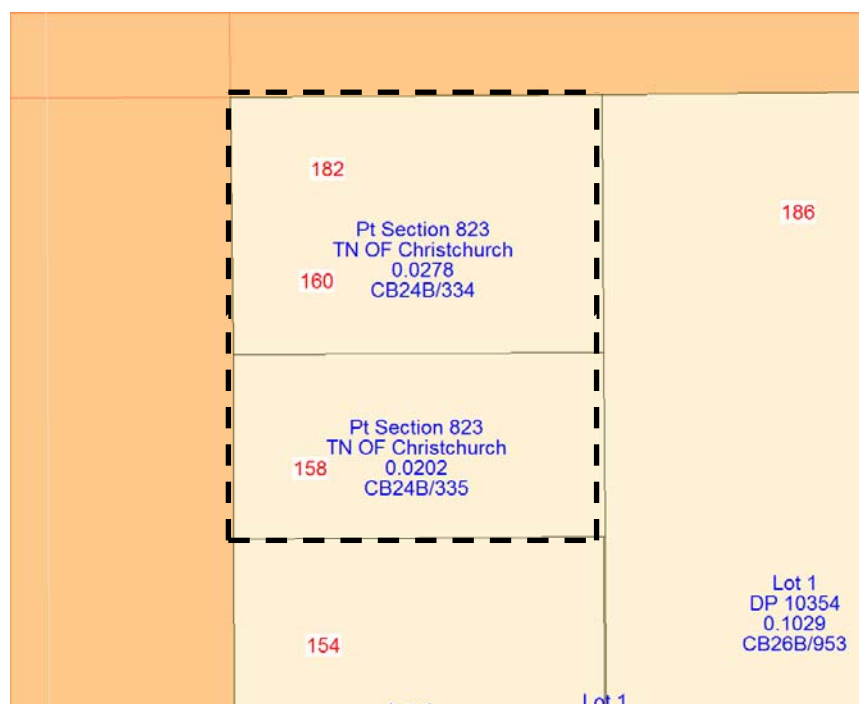 182
186
Pt Section 823
TN OF Christchurch
0.0278
160
CB24B/334
Pt Section 823
TN OF Christchurch
158
0.0202
CB24B/335
Lot 1
DP 10354
0.1029
154
CB26B/953
Lot 1